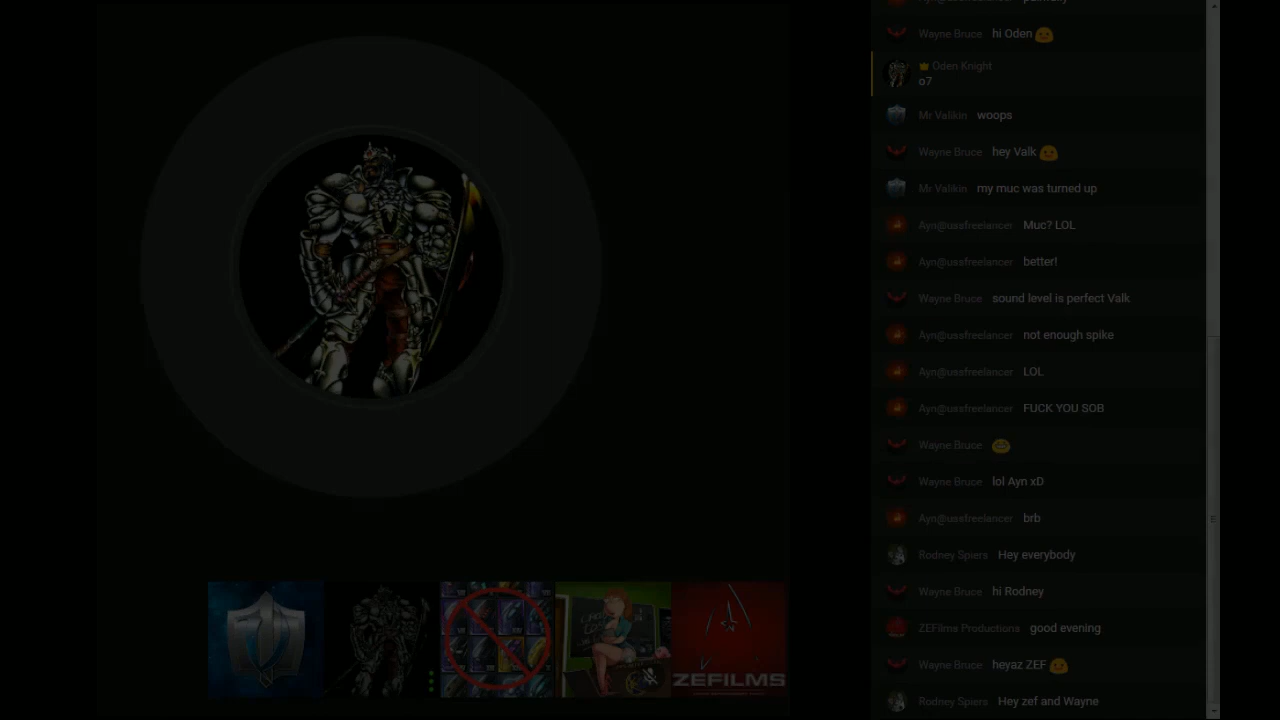 Wayne Bruce hi Oden
Oden Knight
o7
Mr Valikin woops
Wayne Bruce hey Valk
Mr Valikin my muc was turned up
Ayn@ussfreelancer Muc? LOL
Ayn@ussfreelancer better!
Wayne Bruce sound level is perfect Valk
Ayn@ussfreelancer not enough spike
Ayn@ussfreelancer LOL
Ayn@ussfreelancer FUCK YOU SOB
Wayne Bruce
Wayne Bruce lol Ayn xD
Ayn@ussfreelancer brb
Rodney Spiers Hey everybody
Wayne Bruce hi Rodney
ZEFilms Productions good evening
Wayne Bruce heyaz ZEF
Rodney Spiers Hey zef and Wayne
ZEFILMS